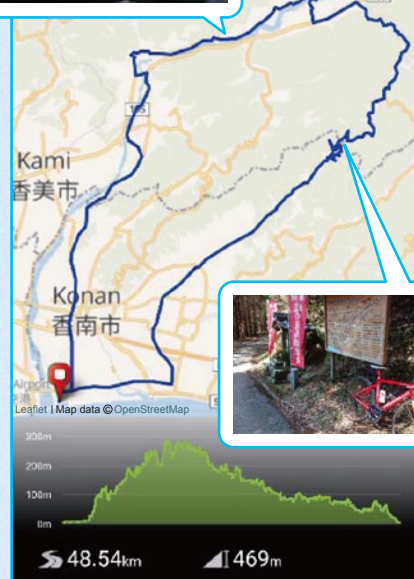 Kami
香美市
Konan
香南市
Airport
Leaflet | Map data © OpenStreetMap
300m
200m
100m
0m
48.54km
469m